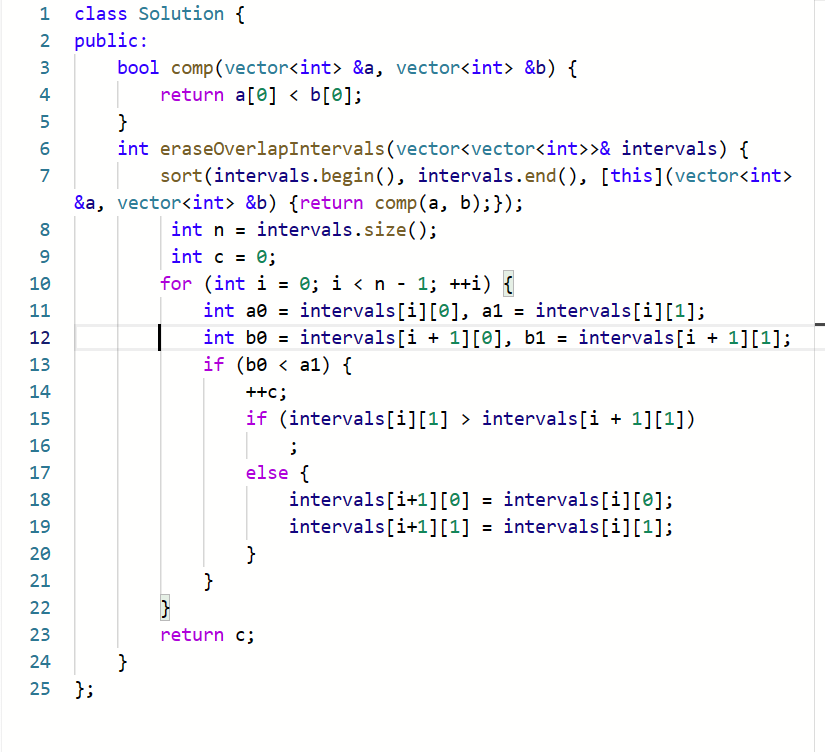 1 class Solution {
2 public:
3     bool comp(vector<int> &a, vector<int> &b) {
4         return a[0] < b[0];
5     }
6     int eraseOverlapIntervals(vector<vector<int>>& intervals) {
7         sort(intervals.begin(), intervals.end(), [this](vector<int>
&a, vector<int> &b) {return comp(a, b);});
8          int n = intervals.size();
9          int c = 0;
10         for (int i = 0; i < n - 1; ++i) {
11             int a0 = intervals[i][0], a1 = intervals[i][1];
12             int b0 = intervals[i + 1][0], b1 = intervals[i + 1][1];
13             if (b0 < a1) {
14                 ++c;
15                 if (intervals[i][1] > intervals[i + 1][1])
16                     ;
17                 else {
18                     intervals[i+1][0] = intervals[i][0];
19                     intervals[i+1][1] = intervals[i][1];
20                 }
21             }
22         }
23         return c;
24     }
25 };